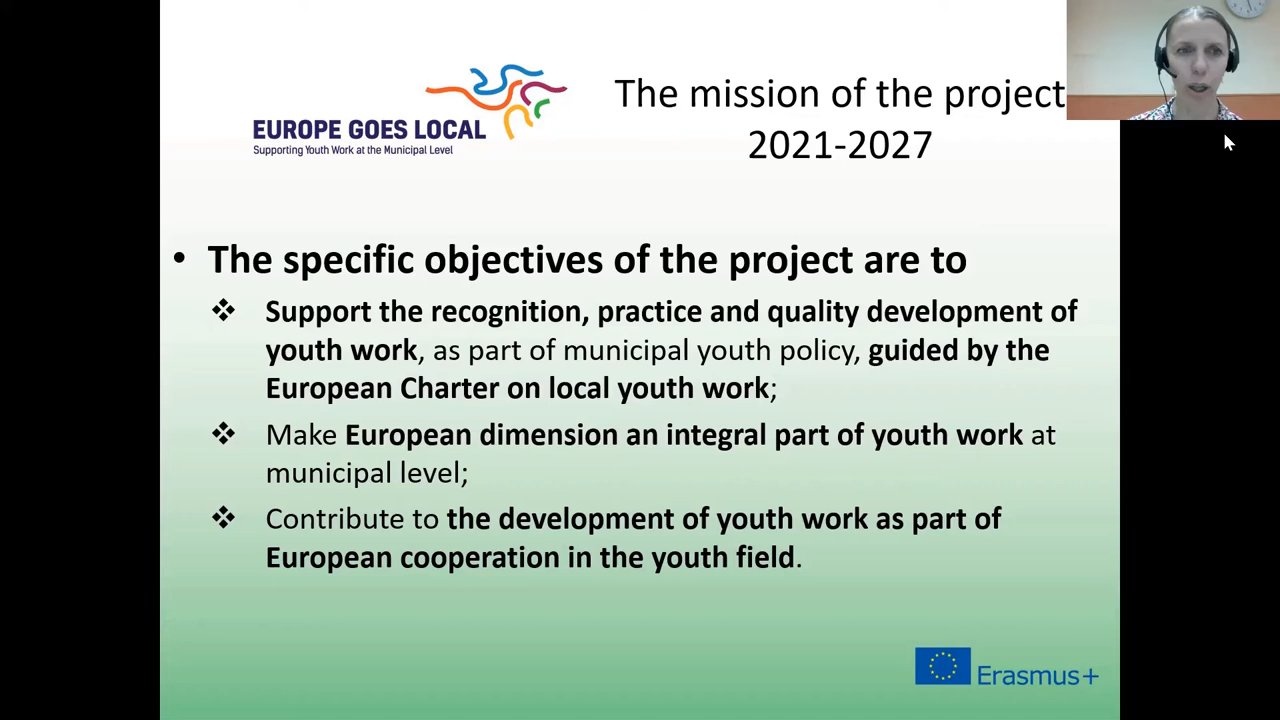 EUROPE GOES LOCAL
Supporting Youth Work at the Municipal Level
The mission of the project
2021-2027
• The specific objectives of the project are to
❖ Support the recognition, practice and quality development of
youth work, as part of municipal youth policy, guided by the
European Charter on local youth work;
❖ Make European dimension an integral part of youth work at
municipal level;
❖ Contribute to the development of youth work as part of
European cooperation in the youth field.
Erasmus+